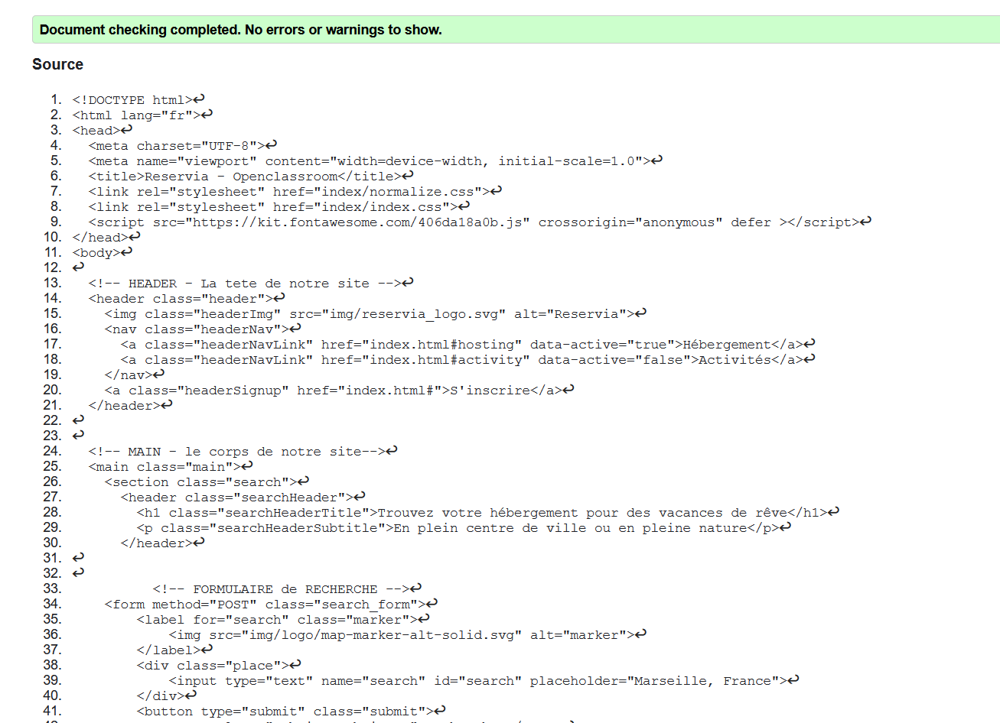 Document checking completed. No errors or warnings to show.
Source
1. <!DOCTYPE html>↩
2. <html lang="fr">↩
3. <head>↩
4. <meta charset="UTF-8">↩
5. <meta name="viewport" content="width=device-width, initial-scale=1.0">↩
6. <title>Reservia - Openclassroom</title>↩
7. <link rel="stylesheet" href="index/normalize.css">↩
8. <link rel="stylesheet" href="index/index.css">↩
9. <script src="https://kit.fontawesome.com/406da18a0b.js" crossorigin="anonymous" defer ></script>↩
10. </head>↩
11. <body>↩
12. ↩
13. <!-- HEADER - La tete de notre site -->↩
14. <header class="header">↩
15. <img class="headerImg" src="img/reservia_logo.svg" alt="Reservia">↩
16. <nav class="headerNav">↩
17. <a class="headerNavLink" href="index.html#hosting" data-active="true">Hébergement</a>↩
18. <a class="headerNavLink" href="index.html#activity" data-active="false">Activités</a>↩
19. </nav>↩
20. <a class="headerSignup" href="index.html#">S'inscrire</a>↩
21. </header>↩
22. ↩
23. ↩
24. <!-- MAIN - le corps de notre site-->↩
25. <main class="main">↩
26. <section class="search">↩
27. <header class="searchHeader">↩
28. <h1 class="searchHeaderTitle">Trouvez votre hébergement pour des vacances de rêve</h1>↩
29. <p class="searchHeaderSubtitle">En plein centre de ville ou en pleine nature</p>↩
30. </header>↩
31. ↩
32. ↩
33. <!-- FORMULAIRE de RECHERCHE -->↩
34. <form method="POST" class="search_form">↩
35. <label for="search" class="marker">↩
36. <img src="img/logo/map-marker-alt-solid.svg" alt="marker">↩
37. </label>↩
38. <div class="place">↩
39. <input type="text" name="search" id="search" placeholder="Marseille, France">↩
40. </div>↩
41. <button type="submit" class="submit">↩